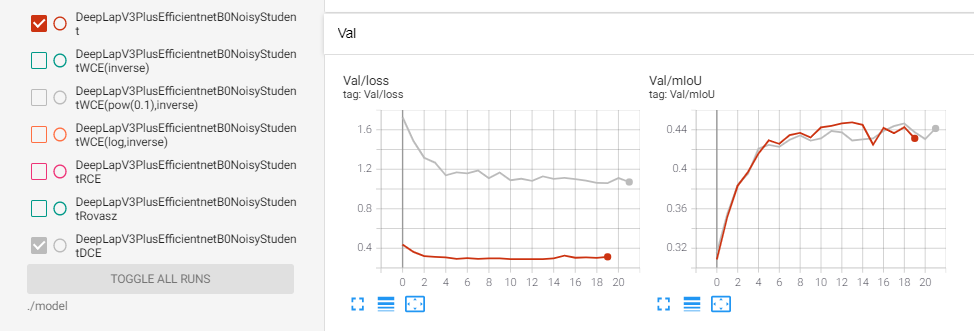 DeepLapV3PlusEfficientnetB0NoisyStuden
t
DeepLapV3PlusEfficientnetB0NoisyStuden
tWCE(inverse)
DeepLapV3PlusEfficientnetB0NoisyStuden
tWCE(pow(0.1),inverse)
DeepLapV3PlusEfficientnetB0NoisyStuden
tWCE(log,inverse)
DeepLapV3PlusEfficientnetB0NoisyStuden
tRCE
DeepLapV3PlusEfficientnetB0NoisyStuden
tRovasz
DeepLapV3PlusEfficientnetB0NoisyStuden
tDCE
TOGGLE ALL RUNS
./model
Val
Val/loss
tag: Val/loss
1.6
1.2
0.8
0.4
0 2 4 6 8 10 12 14 16 18 20
Val/mIoU
tag: Val/mIoU
0.44
0.4
0.36
0.32
0 2 4 6 8 10 12 14 16 18 20